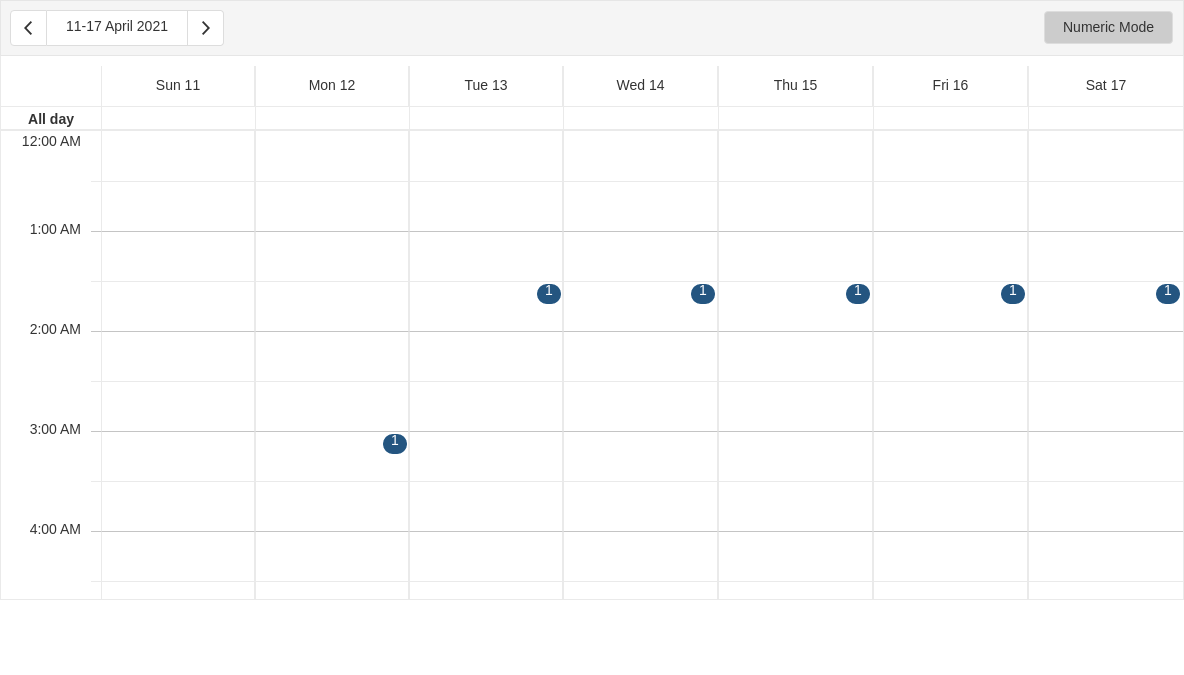 11-17 April 2021
Numeric Mode
Sun 11
Mon 12
Tue 13
Wed 14
Thu 15
Fri 16
Sat 17
All day
12:00 AM
1:00 AM
1
1
1
1
1
2:00 AM
3:00 AM
1
4:00 AM